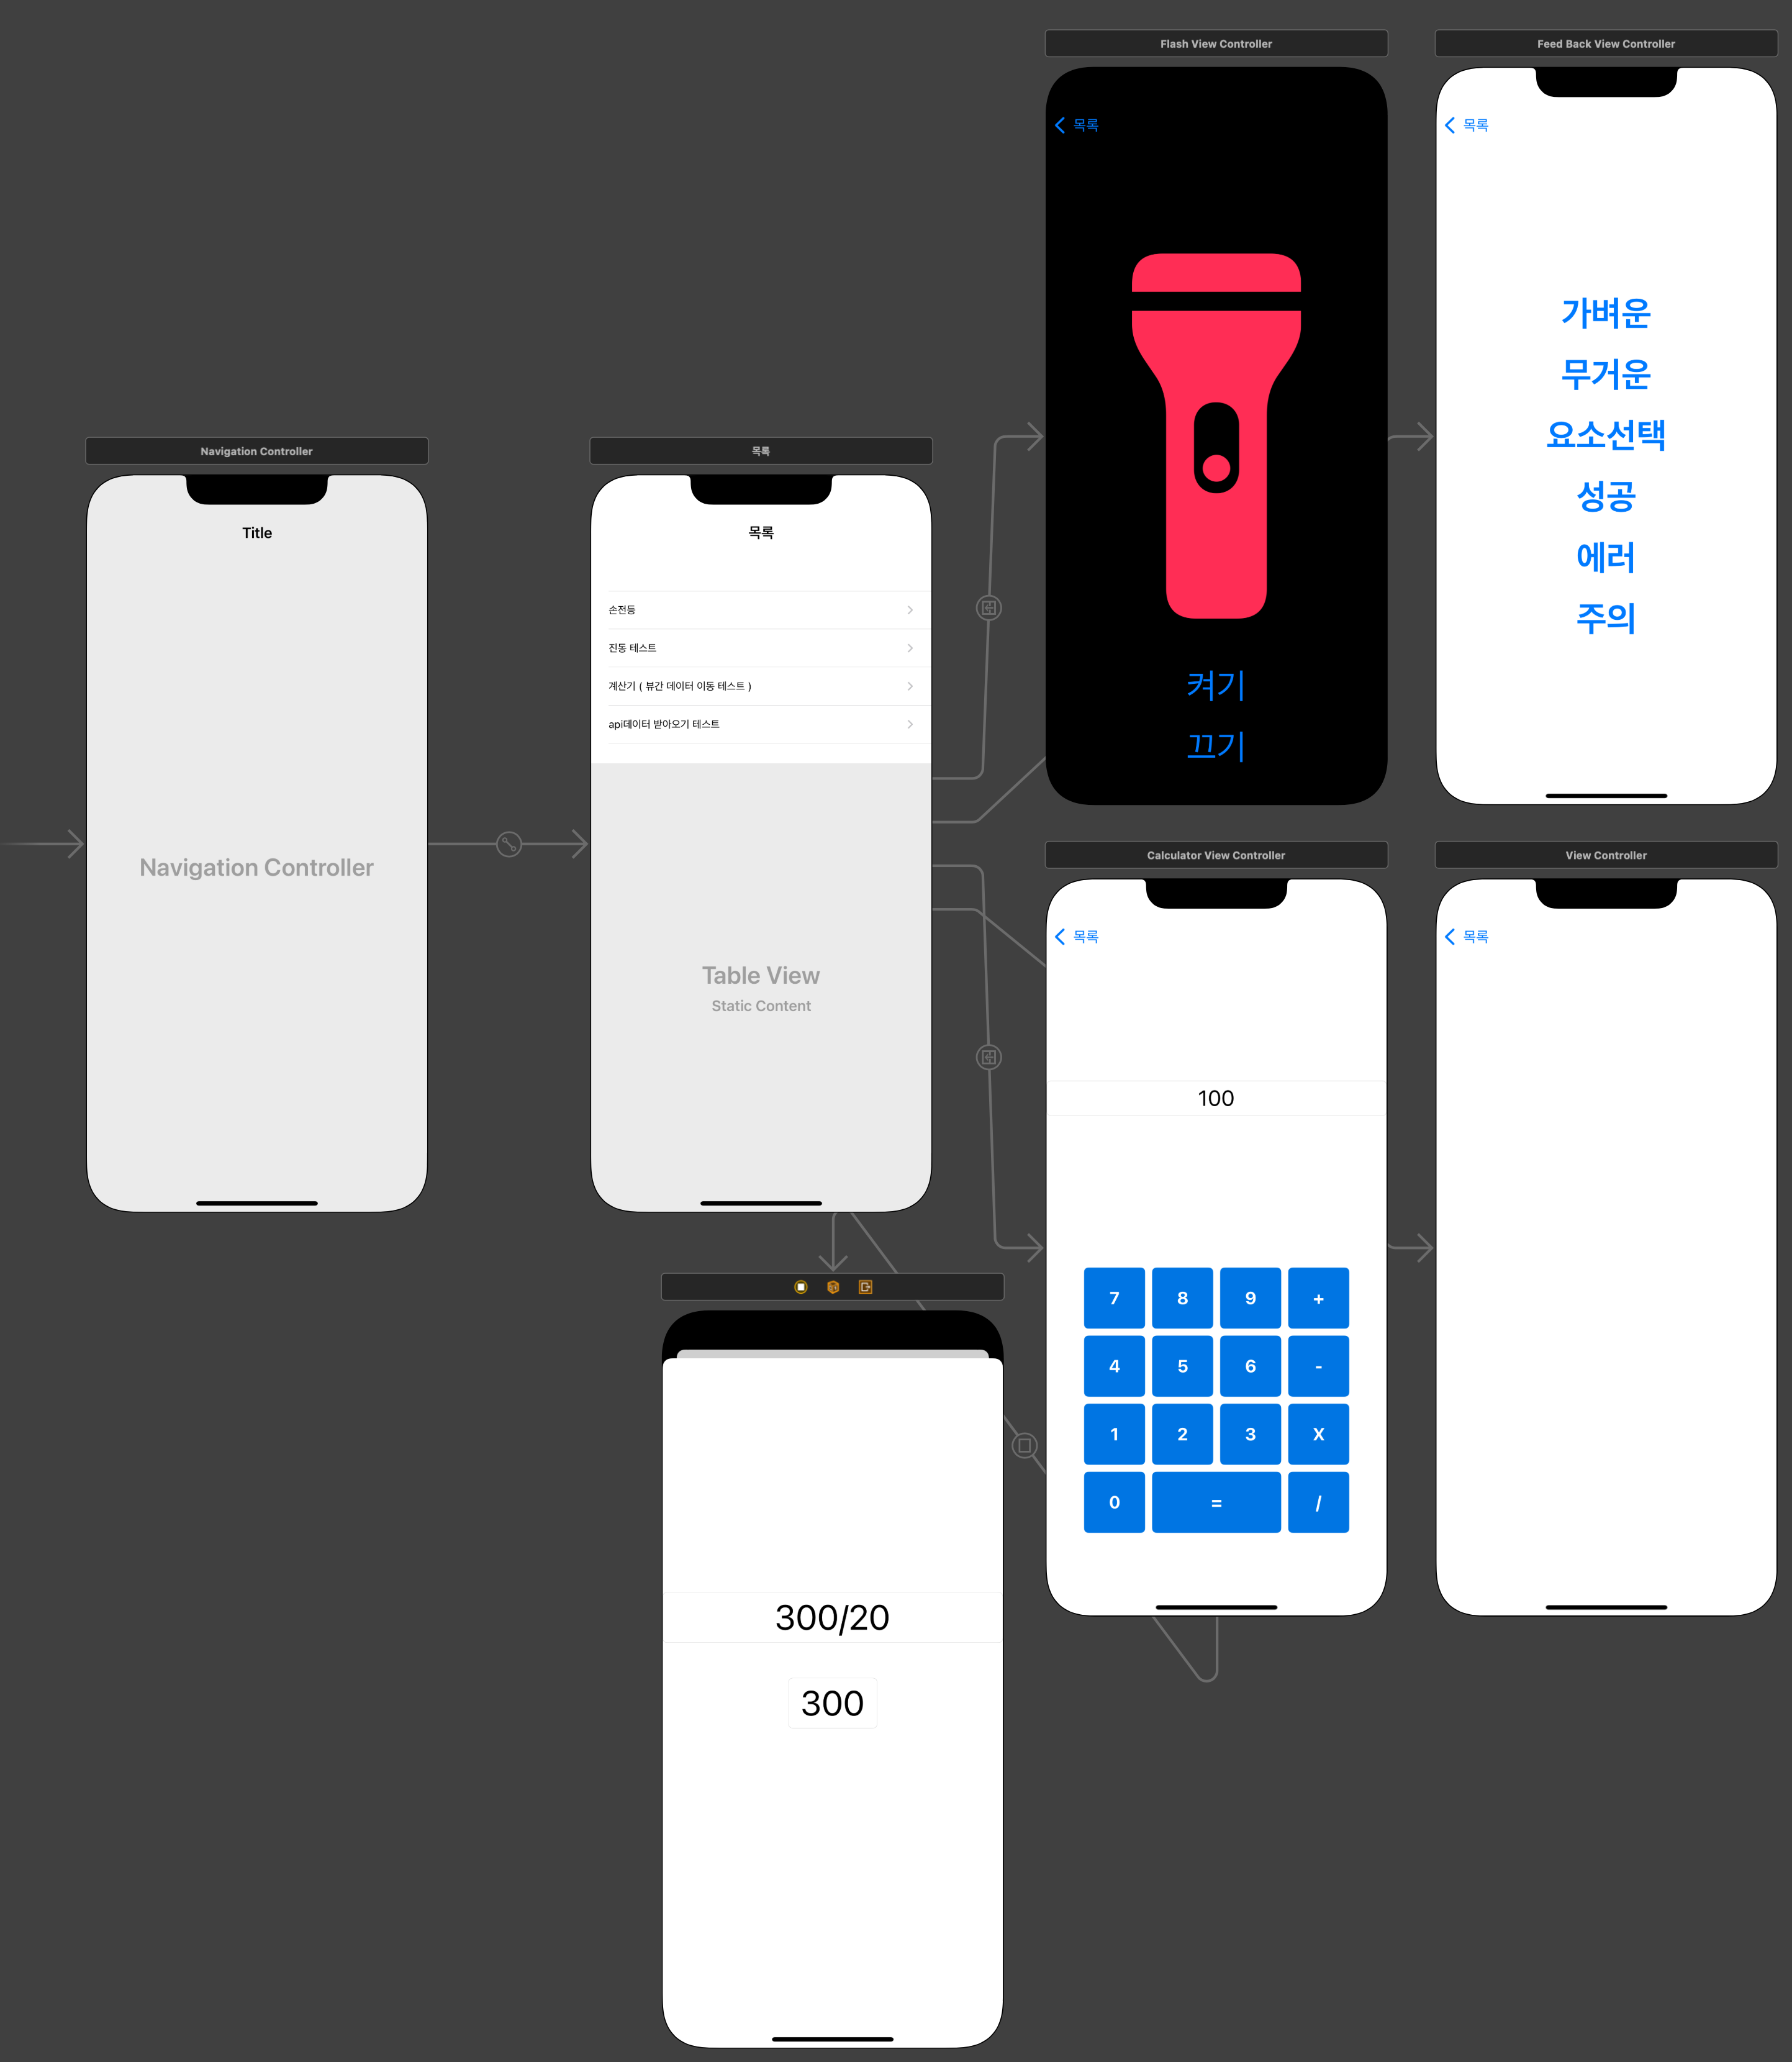 Flash View Controller
목록
켜기
끄기
Feed Back View Controller
목록
가벼운
무거운
요소선택
성공
에러
주의
Navigation Controller
Title
Navigation Controller
목록
목록
손전등
진동 테스트
계산기 ( 뷰간 데이터 이동 테스트 )
api데이터 받아오기 테스트
Table View
Static Content
Calculator View Controller
목록
100
7 8 9 +
4 5 6 -
1 2 3 X
0 = /
View Controller
목록
300/20
300